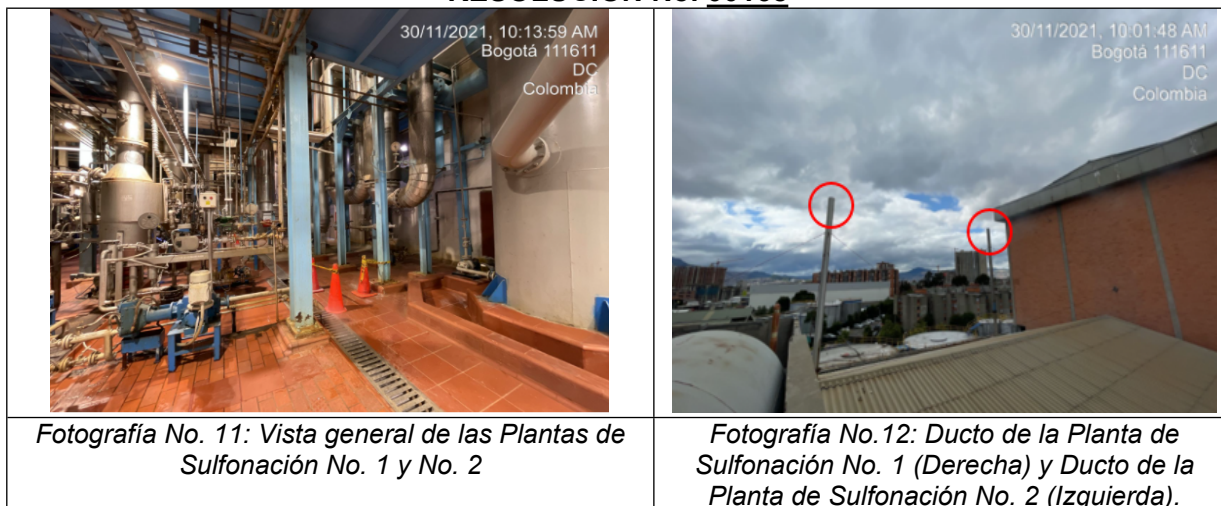 30/11/2021, 10:13:59 AM
Bogotá 111611
DC
Colombia
30/11/2021, 10:01:48 AM
Bogotá 111611
DC
Colombia
Fotografía No. 11: Vista general de las Plantas de
Sulfonación No. 1 y No. 2
Fotografía No.12: Ducto de la Planta de
Sulfonación No. 1 (Derecha) y Ducto de la
Planta de Sulfonación No. 2 (Izquierda).